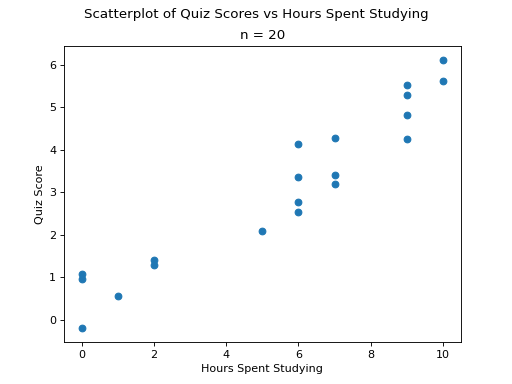 Scatterplot of Quiz Scores vs Hours Spent Studying
n = 20
6
5
4
3
2
1
0
Quiz Score
0 2 4 6 8 10
Hours Spent Studying